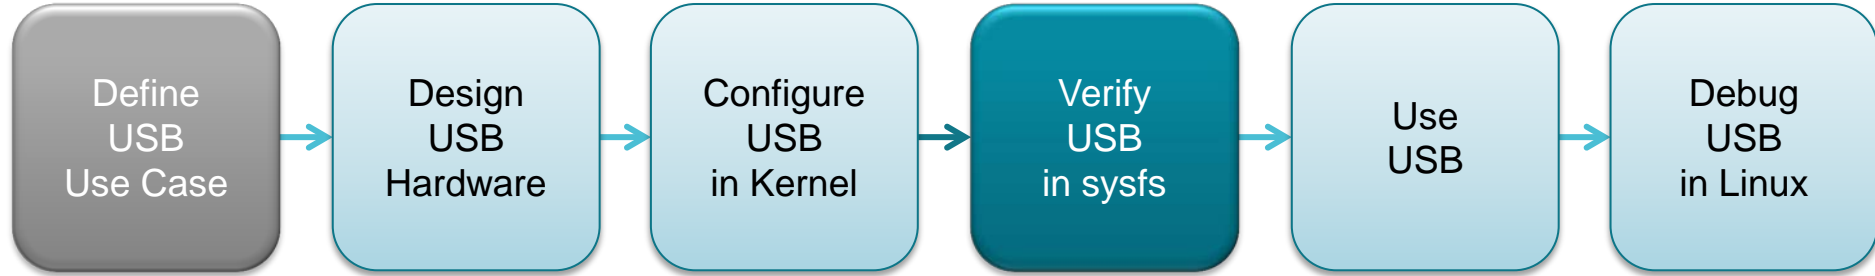 Define
USB
Use Case
Design
USB
Hardware
Configure
USB
in Kernel
Verify
USB
in sysfs
Use
USB
Debug
USB
in Linux